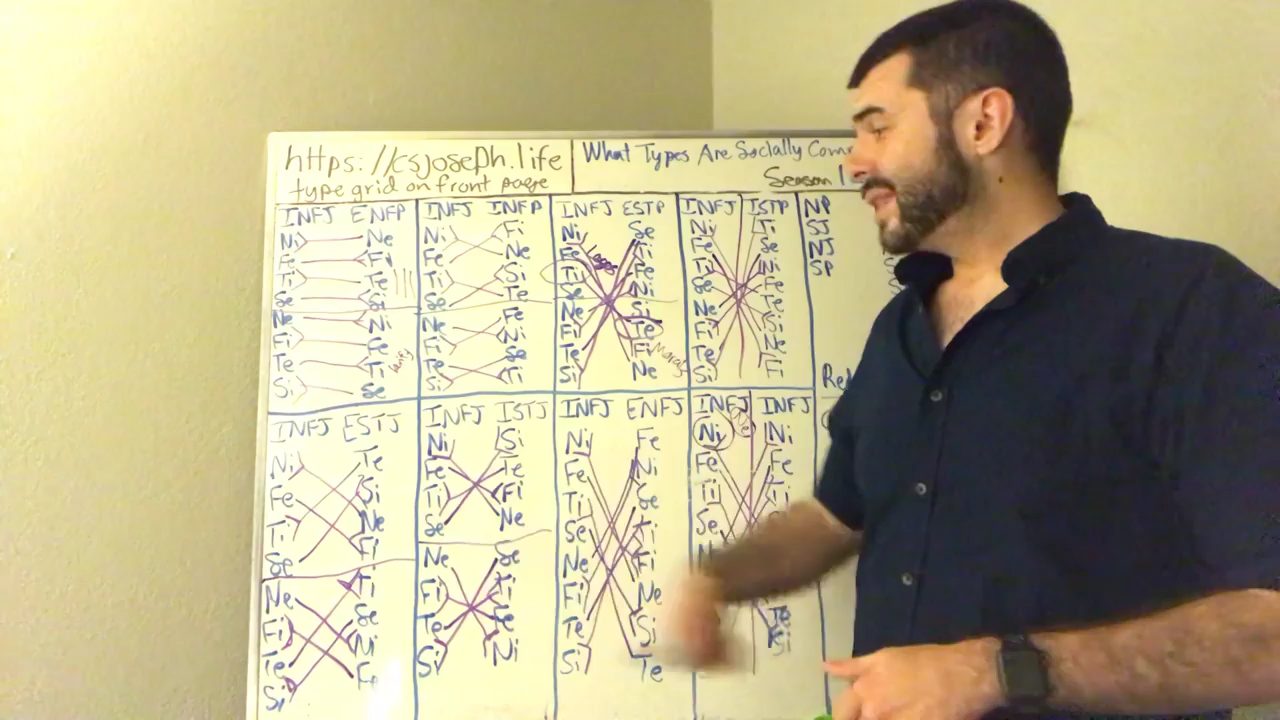 https://csjoseph.life
type grid on front page
What Types Are Socially
Season 1
INFJ ENFP
Ni Ne
Fe Fi
Ti Te
Se Si
Ne Ni
Fi Fe
Te Ti
Si Se
INFJ INFP
Ni Fi
Fe Ne
Ti Si
Se Te
Ne Fe
Fi Ni
Te Se
Si Ti
INFJ ESTP
Ni Se
Fe Ti
Ti Fe
Se Ni
Ne Si
Fi Te
Te Fi
Si Ne
INFJ ISTP
Ni Ti
Fe Se
Ni
Se Fe
Ne Te
Fi Si
Te Ne
Si Fi
NP
SJ
NJ
SP
INFJ ESTJ
Ni Te
Fe Si
Ti Ne
Se Fi
Ne Ti
Fi Se
Te Ni
Si Fe
INFJ ISTJ
Ni Si
Fe Te
Ti Fi
Se Ne
Ne Se
Fi Ti
Te Fe
Si Ni
INFJ ENFJ
Ni Fe
Fe Ni
Ti Se
Se Ti
Ne Fi
Fi Ne
Te Si
Si Te
INFJ INFJ
Ni Ni
Fe Fe
Ti Ti
Se
Te
Si